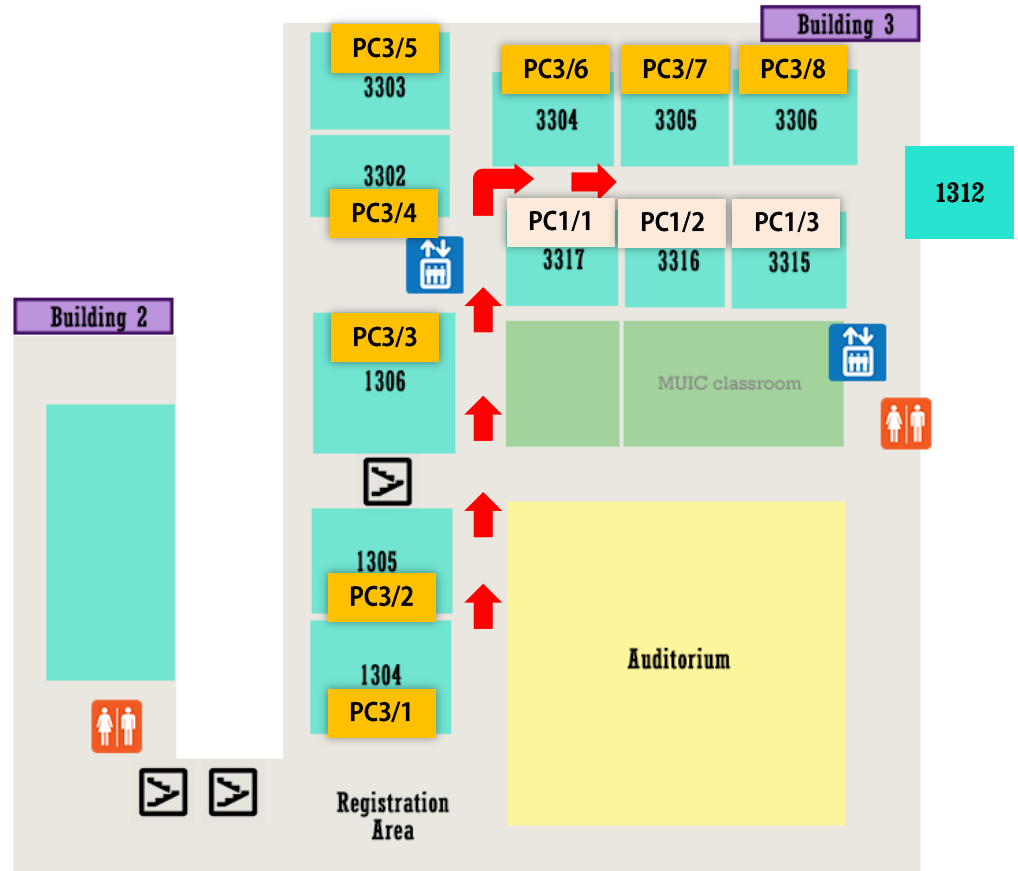 Building 3
PC3/5
3303
PC3/6
3304
PC3/7
3305
PC3/8
3306
3302
PC3/4
1312
PC1/1
3317
PC1/2
3316
PC1/3
3315
Building 2
PC3/3
1306
MUIC classroom
1305
PC3/2
1304
PC3/1
Auditorium
Registration
Area